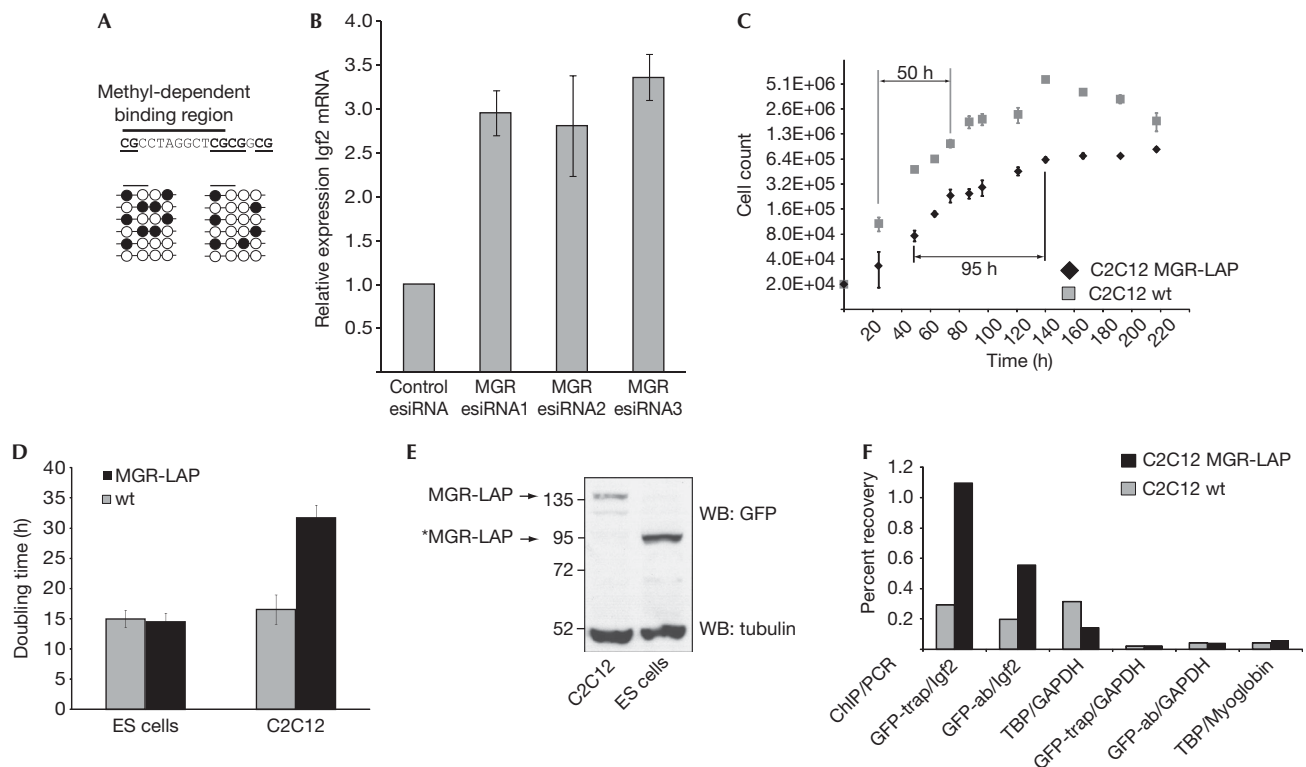 A
Methyl-dependent
binding region
CGCCTAGGCTCGCGGCG
B
Relative expression Igf2 mRNA
4.0
3.5
3.0
2.5
2.0
1.5
1.0
0.5
Control
esiRNA
MGR
esiRNA1
MGR
esiRNA2
MGR
esiRNA3
C
Cell count
5.1E+06
2.6E+06
1.3E+06
6.4E+05
3.2E+05
1.6E+05
8.0E+04
4.0E+04
2.0E+04
50 h
95 h
C2C12 MGR-LAP
C2C12 wt
20 40 60 80 100 120 140 160 180 200 220
Time (h)
D
Doubling time (h)
40
35
30
25
20
15
10
5
0
MGR-LAP
wt
ES cells C2C12
E
MGR-LAP
*MGR-LAP
135
95
72
52
WB: GFP
WB: tubulin
C2C12
ES cells
F
Percent recovery
1.2
1.0
0.8
0.6
0.4
0.2
C2C12 MGR-LAP
C2C12 wt
ChIP/PCR
GFP-trap/Igf2
GFP-ab/Igf2
TBP/GAPDH
GFP-trap/GAPDH
GFP-ab/GAPDH
TBP/Myoglobin